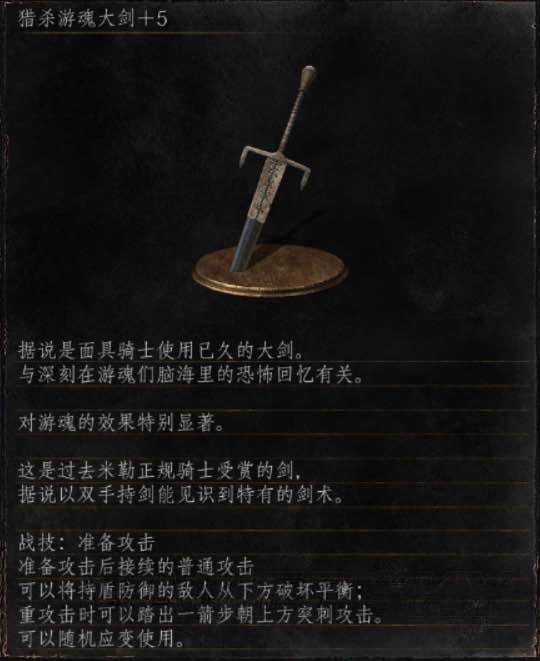 猎杀游魂大剑＋5
据说是面具骑士使用已久的大剑。
与深刻在游魂们脑海里的恐怖回忆有关。
对游魂的效果特别显著。
这是过去米勒正规骑士受赏的剑，
据说以双手持剑能见识到特有的剑术。
战技：准备攻击
准备攻击后接续的普通攻击
可以将持盾防御的敌人从下方破坏平衡；
重攻击时可以踏出一箭步朝上方突刺攻击。
可以随机应变使用。